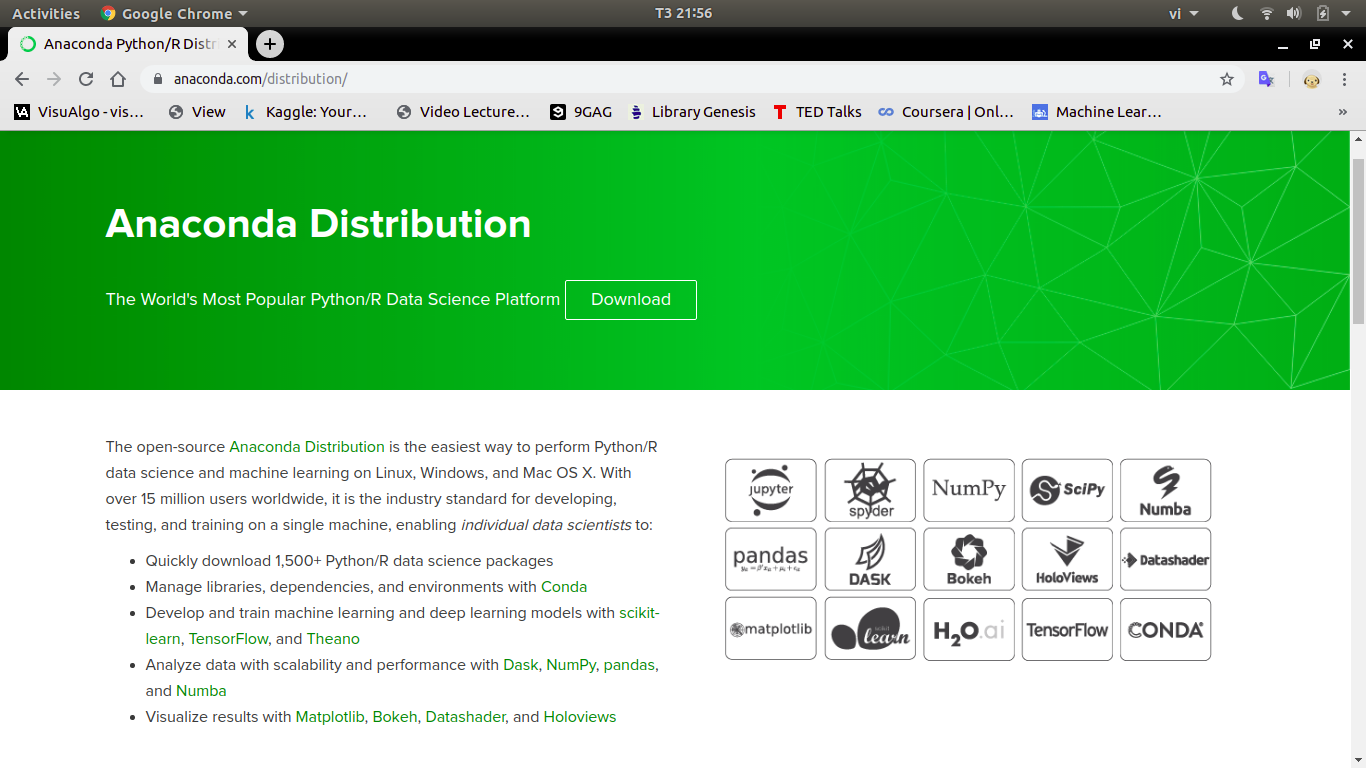 Activities Google Chrome T3 21:56 vi
Anaconda Python/R Distr
anaconda.com/distribution/
VisuAlgo - vis… View Kaggle: Your… Video Lecture… 9GAG Library Genesis TED Talks Coursera | Onl… Machine Lear… »
Anaconda Distribution
The World's Most Popular Python/R Data Science Platform Download
The open-source Anaconda Distribution is the easiest way to perform Python/R
data science and machine learning on Linux, Windows, and Mac OS X. With
over 15 million users worldwide, it is the industry standard for developing,
testing, and training on a single machine, enabling individual data scientists to:
• Quickly download 1,500+ Python/R data science packages
• Manage libraries, dependencies, and environments with Conda
• Develop and train machine learning and deep learning models with scikit-
learn, TensorFlow, and Theano
• Analyze data with scalability and performance with Dask, NumPy, pandas,
and Numba
• Visualize results with Matplotlib, Bokeh, Datashader, and Holoviews
jupyter spyder NumPy SciPy Numba
pandas DASK Bokeh HoloViews Datashader
matplotlib scikit learn H2O.ai TensorFlow CONDA